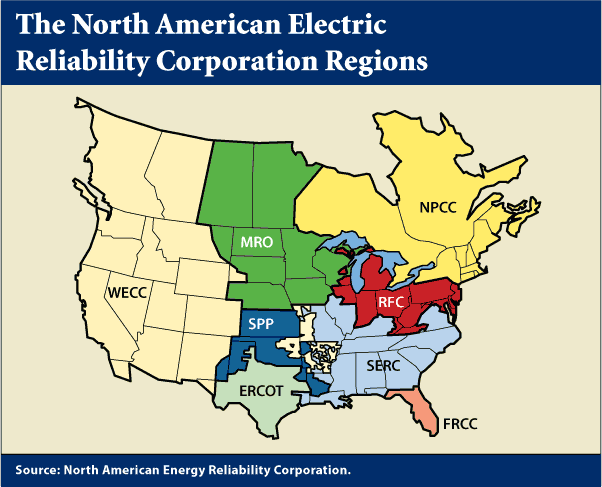 The North American Electric
Reliability Corporation Regions
NPCC
MRO
WECC
RFC
SPP
SERC
ERCOT
FRCC
Source: North American Energy Reliability Corporation.